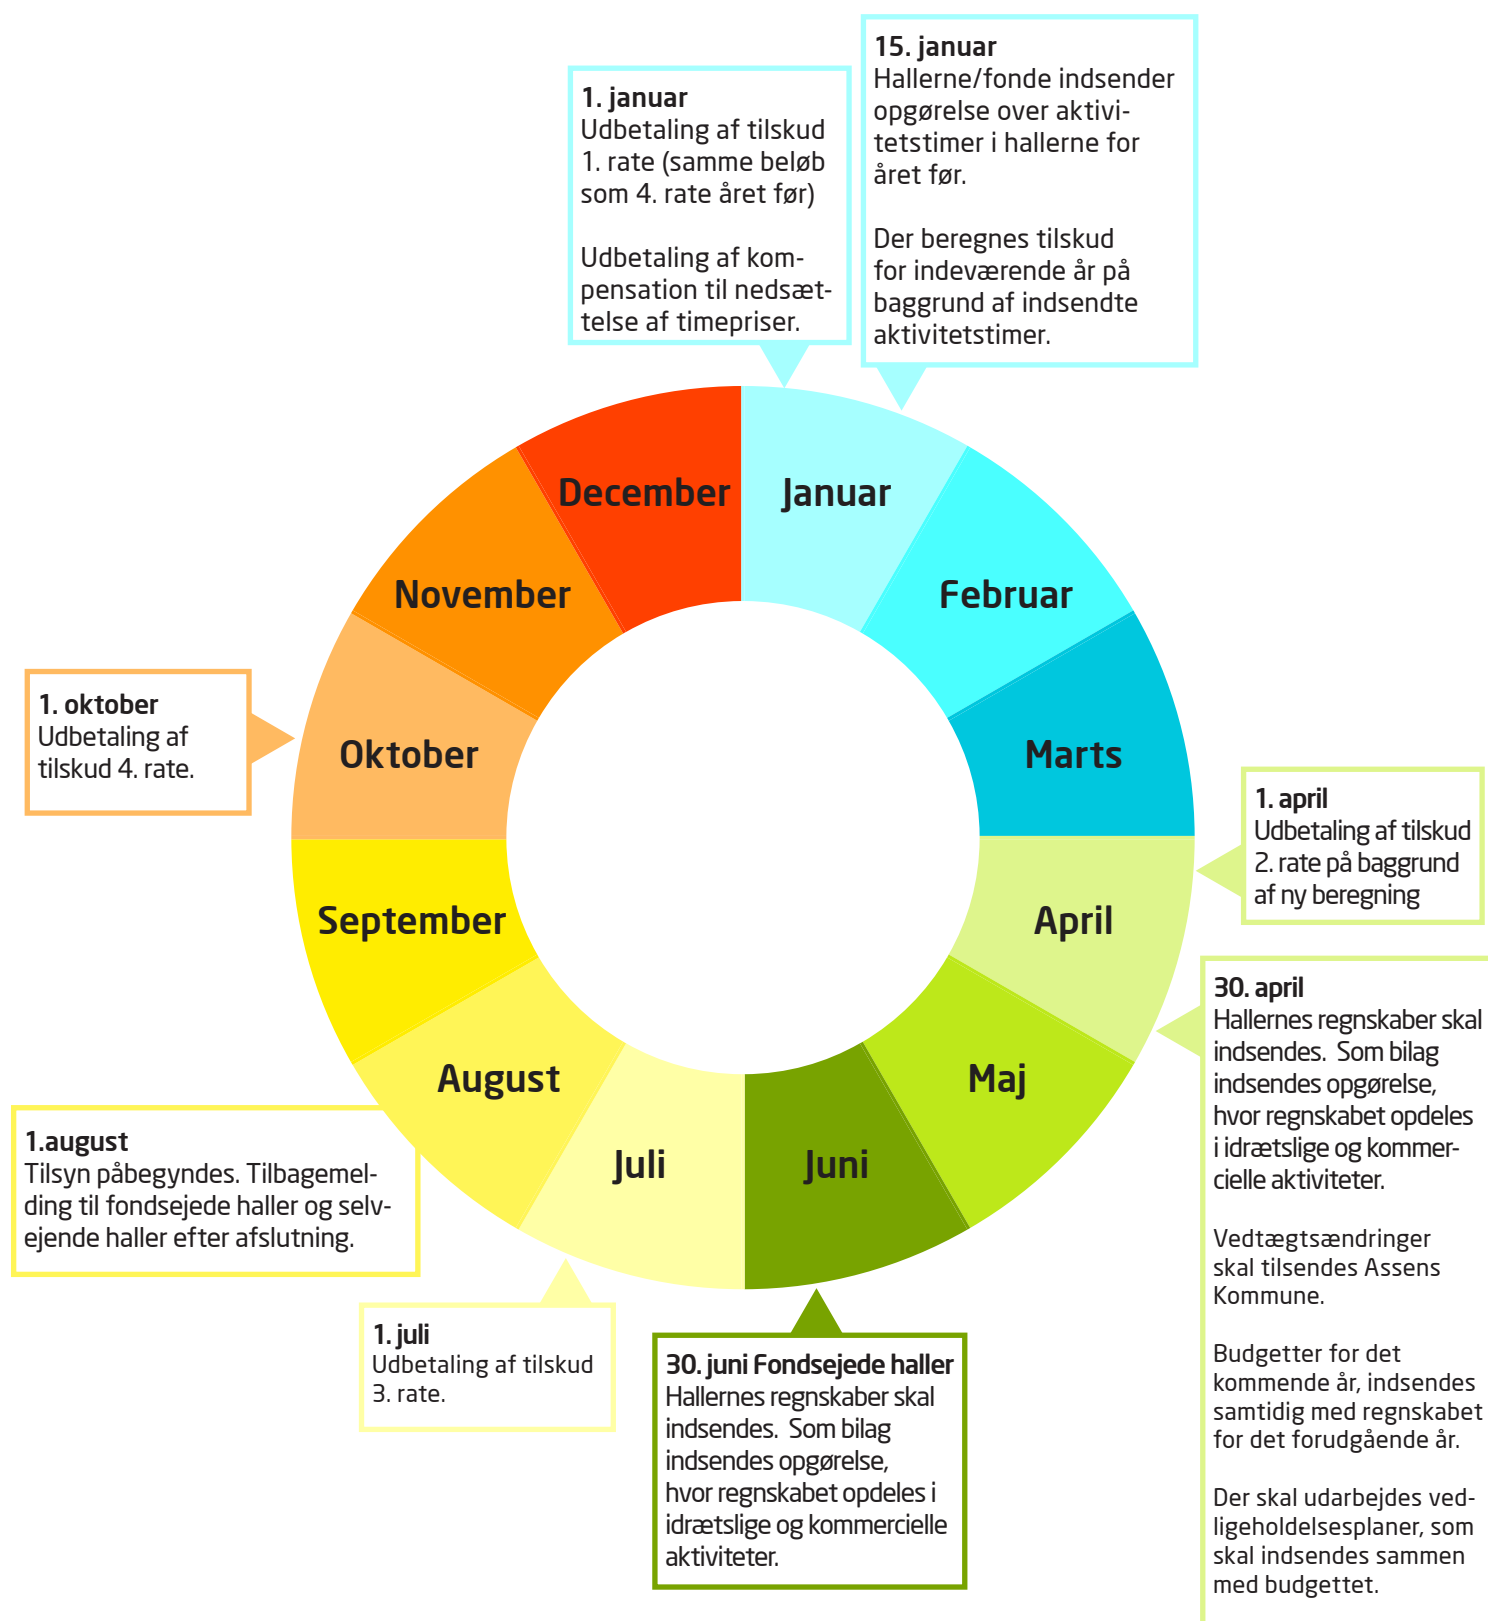 1. januar
Udbetaling af tilskud
1. rate (samme beløb
som 4. rate året før)
Udbetaling af kom-
pensation til nedsæt-
telse af timepriser.
15. januar
Hallerne/fonde indsender
opgørelse over aktivi-
tetstimer i hallerne for
året før.
Der beregnes tilskud
for indeværende år på
baggrund af indsendte
aktivitetstimer.
December
Januar
November
Februar
Oktober
Marts
September
April
August
Maj
Juli
Juni
1. oktober
Udbetaling af
tilskud 4. rate.
1. april
Udbetaling af tilskud
2. rate på baggrund
af ny beregning
30. april
Hallernes regnskaber skal
indsendes.  Som bilag
indsendes opgørelse,
hvor regnskabet opdeles
i idrætslige og kommer-
cielle aktiviteter.
Vedtægtsændringer
skal tilsendes Assens
Kommune.
Budgetter for det
kommende år, indsendes
samtidig med regnskabet
for det forudgående år.
Der skal udarbejdes ved-
ligeholdelsesplaner, som
skal indsendes sammen
med budgettet.
1.august
Tilsyn påbegyndes. Tilbagemel-
ding til fondsejede haller og selv-
ejende haller efter afslutning.
1. juli
Udbetaling af tilskud
3. rate.
30. juni Fondsejede haller
Hallernes regnskaber skal
indsendes.  Som bilag
indsendes opgørelse,
hvor regnskabet opdeles i
idrætslige og kommercielle
aktiviteter.